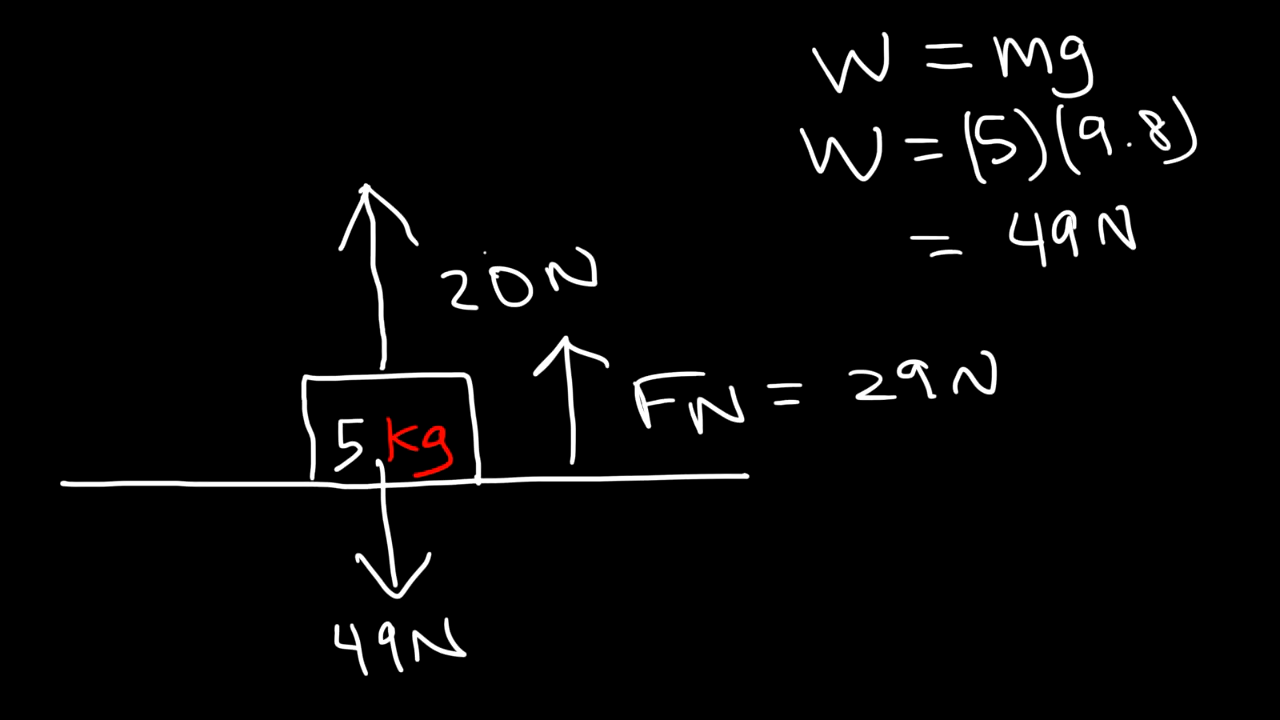 W = mg
W = (5)(9.8)
= 49N
20N
FN = 29N
5 kg
49N